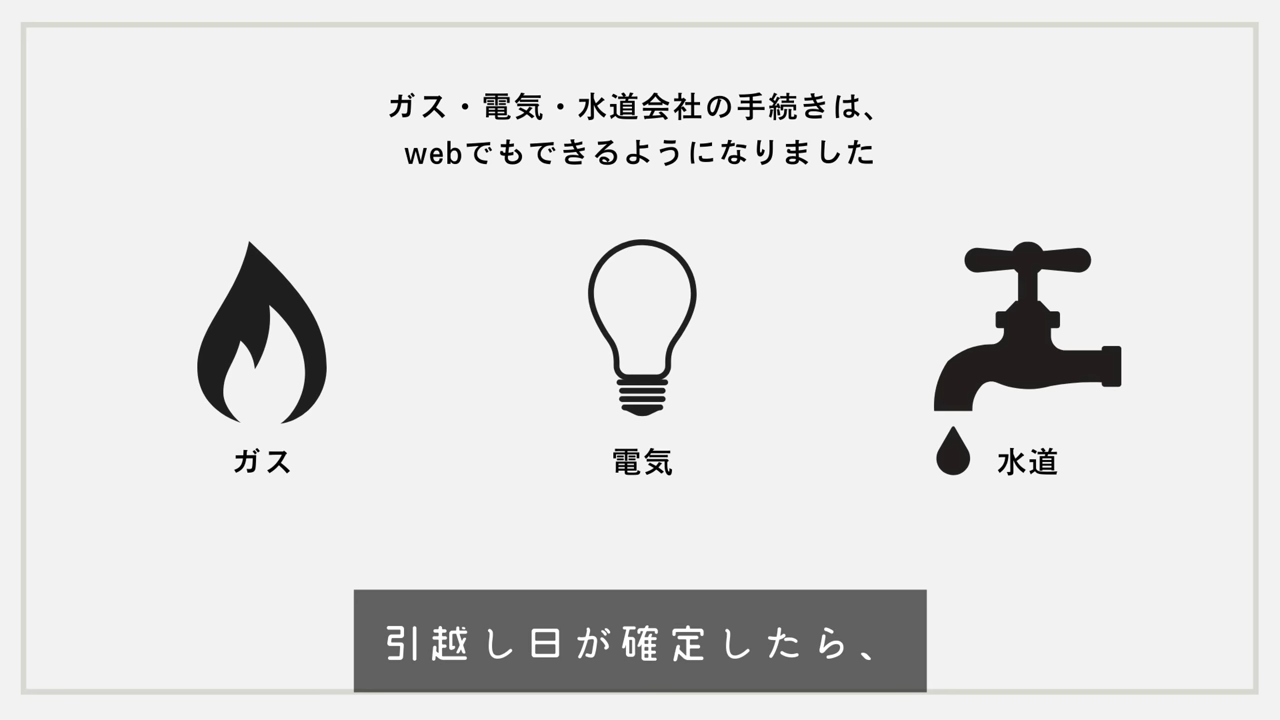 ガス・電気・水道会社の手続きは、
webでもできるようになりました
ガス
電気
水道
引越し日が確定したら、